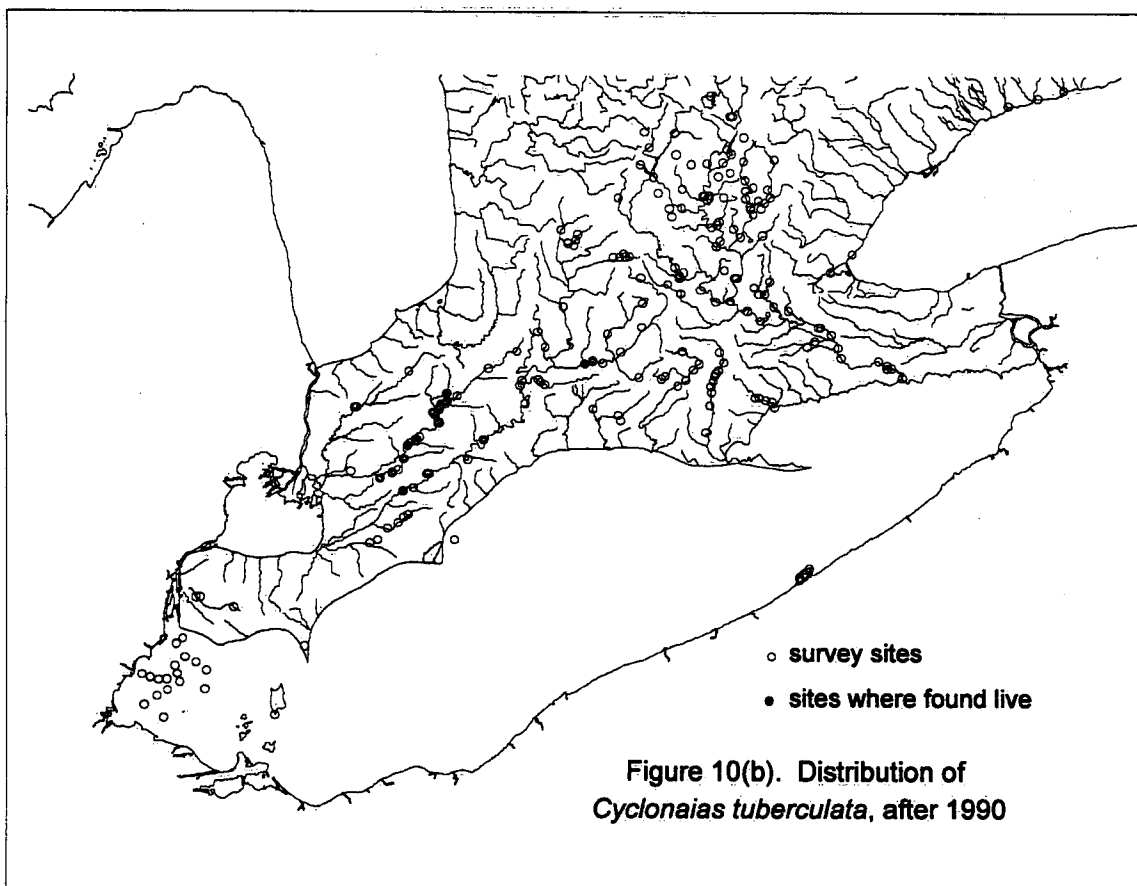 survey sites
sites where found live
Figure 10(b). Distribution of
Cyclonaias tuberculata, after 1990